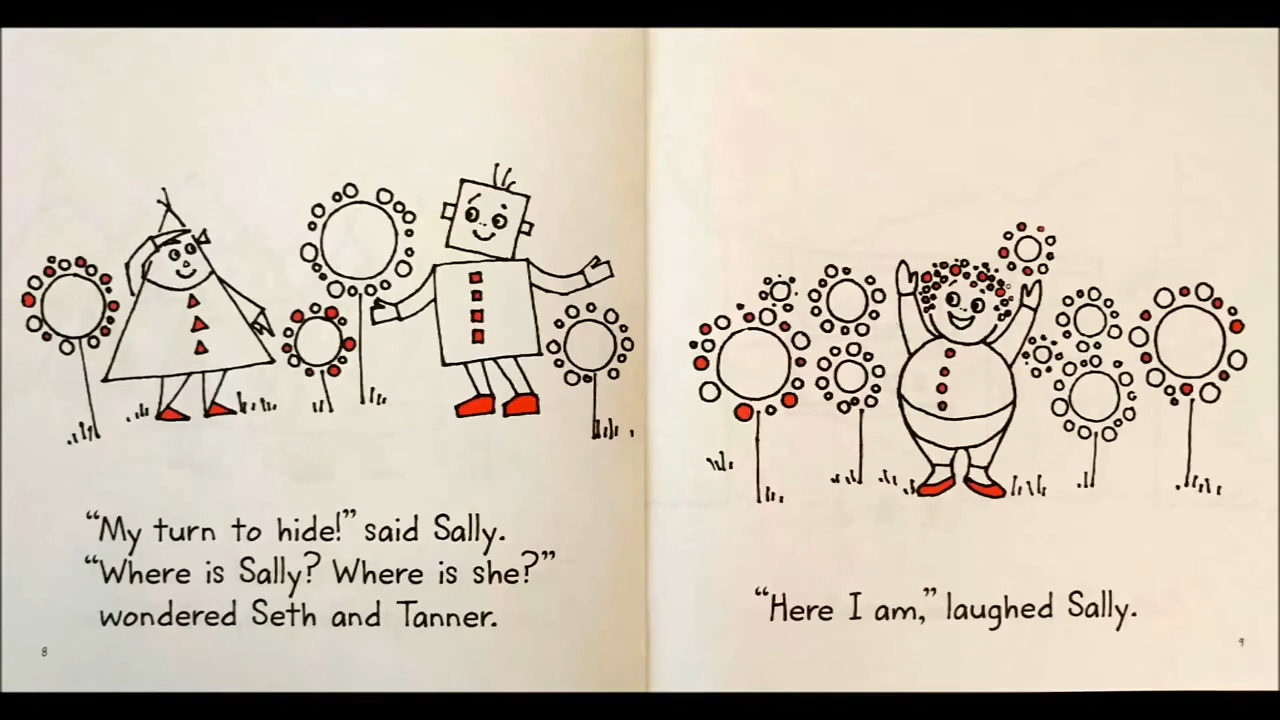 “My turn to hide!” said Sally.
“Where is Sally? Where is she?”
wondered Seth and Tanner.
8
“Here I am,” laughed Sally.
9